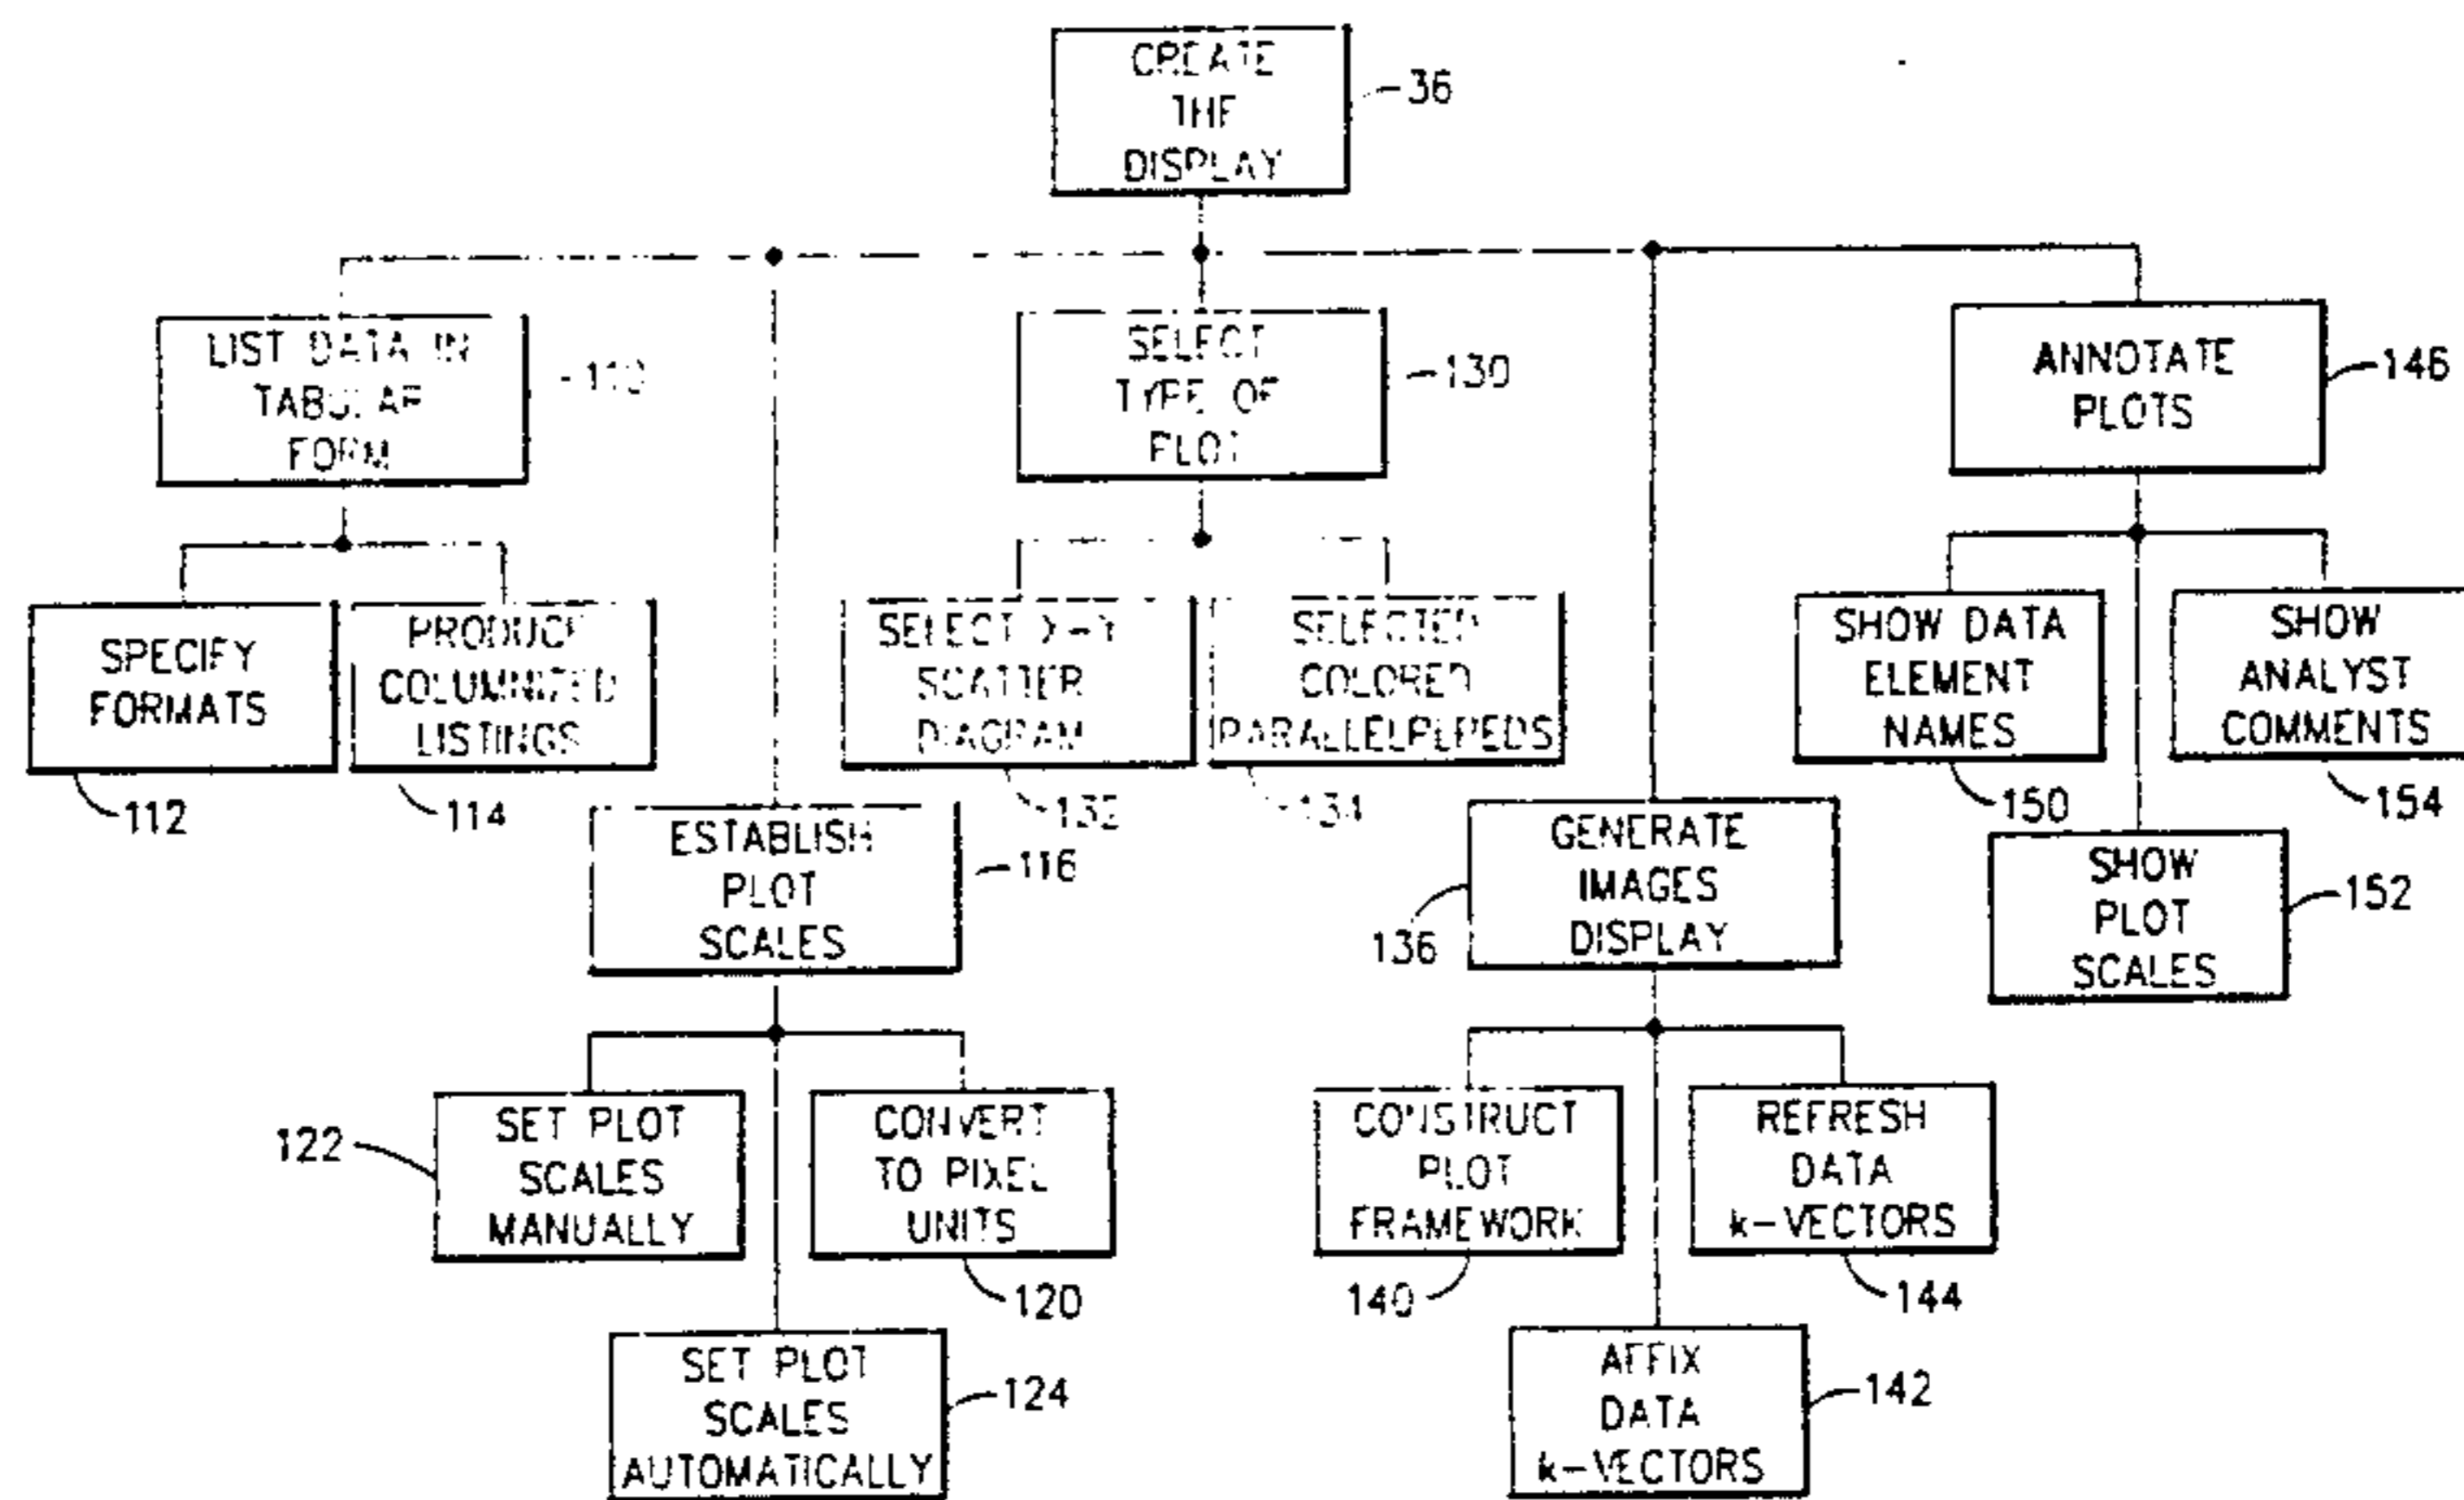 CREATE
THE
DISPLAY
36
LIST DATA IN
TABULAR
FORM
SELECT
TYPE OF
PLOT
130
ANNOTATE
PLOTS
146
SPECIFY
FORMATS
112
PRODUCE
COLUMNIZED
LISTINGS
114
SELECT X-Y
SCATTER
DIAGRAM
132
SELECTED
COLORED
PARALLELPLPEDS
134
SHOW DATA
ELEMENT
NAMES
150
SHOW
ANALYST
COMMENTS
154
ESTABLISH
PLOT
SCALES
116
GENERATE
IMAGES
DISPLAY
136
SHOW
PLOT
SCALES
152
SET PLOT
SCALES
MANUALLY
122
CONVERT
TO PIXEL
UNITS
120
CONSTRUCT
PLOT
FRAMEWORK
140
REFRESH
DATA
k-VECTORS
144
SET PLOT
SCALES
AUTOMATICALLY
124
AFFIX
DATA
k-VECTORS
142